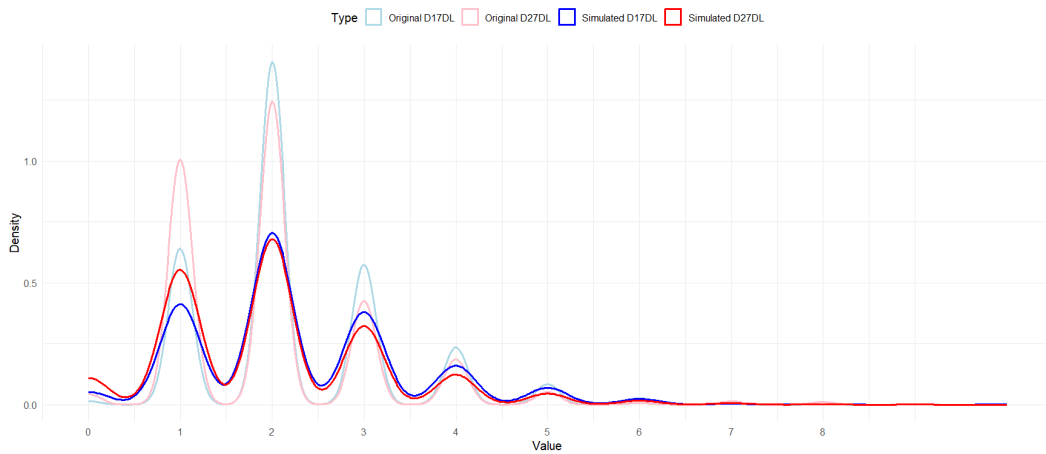 Type Original D17DL Original D27DL Simulated D17DL Simulated D27DL
Density
1.0
0.5
0.0
0 1 2 3 4 5 6 7 8
Value